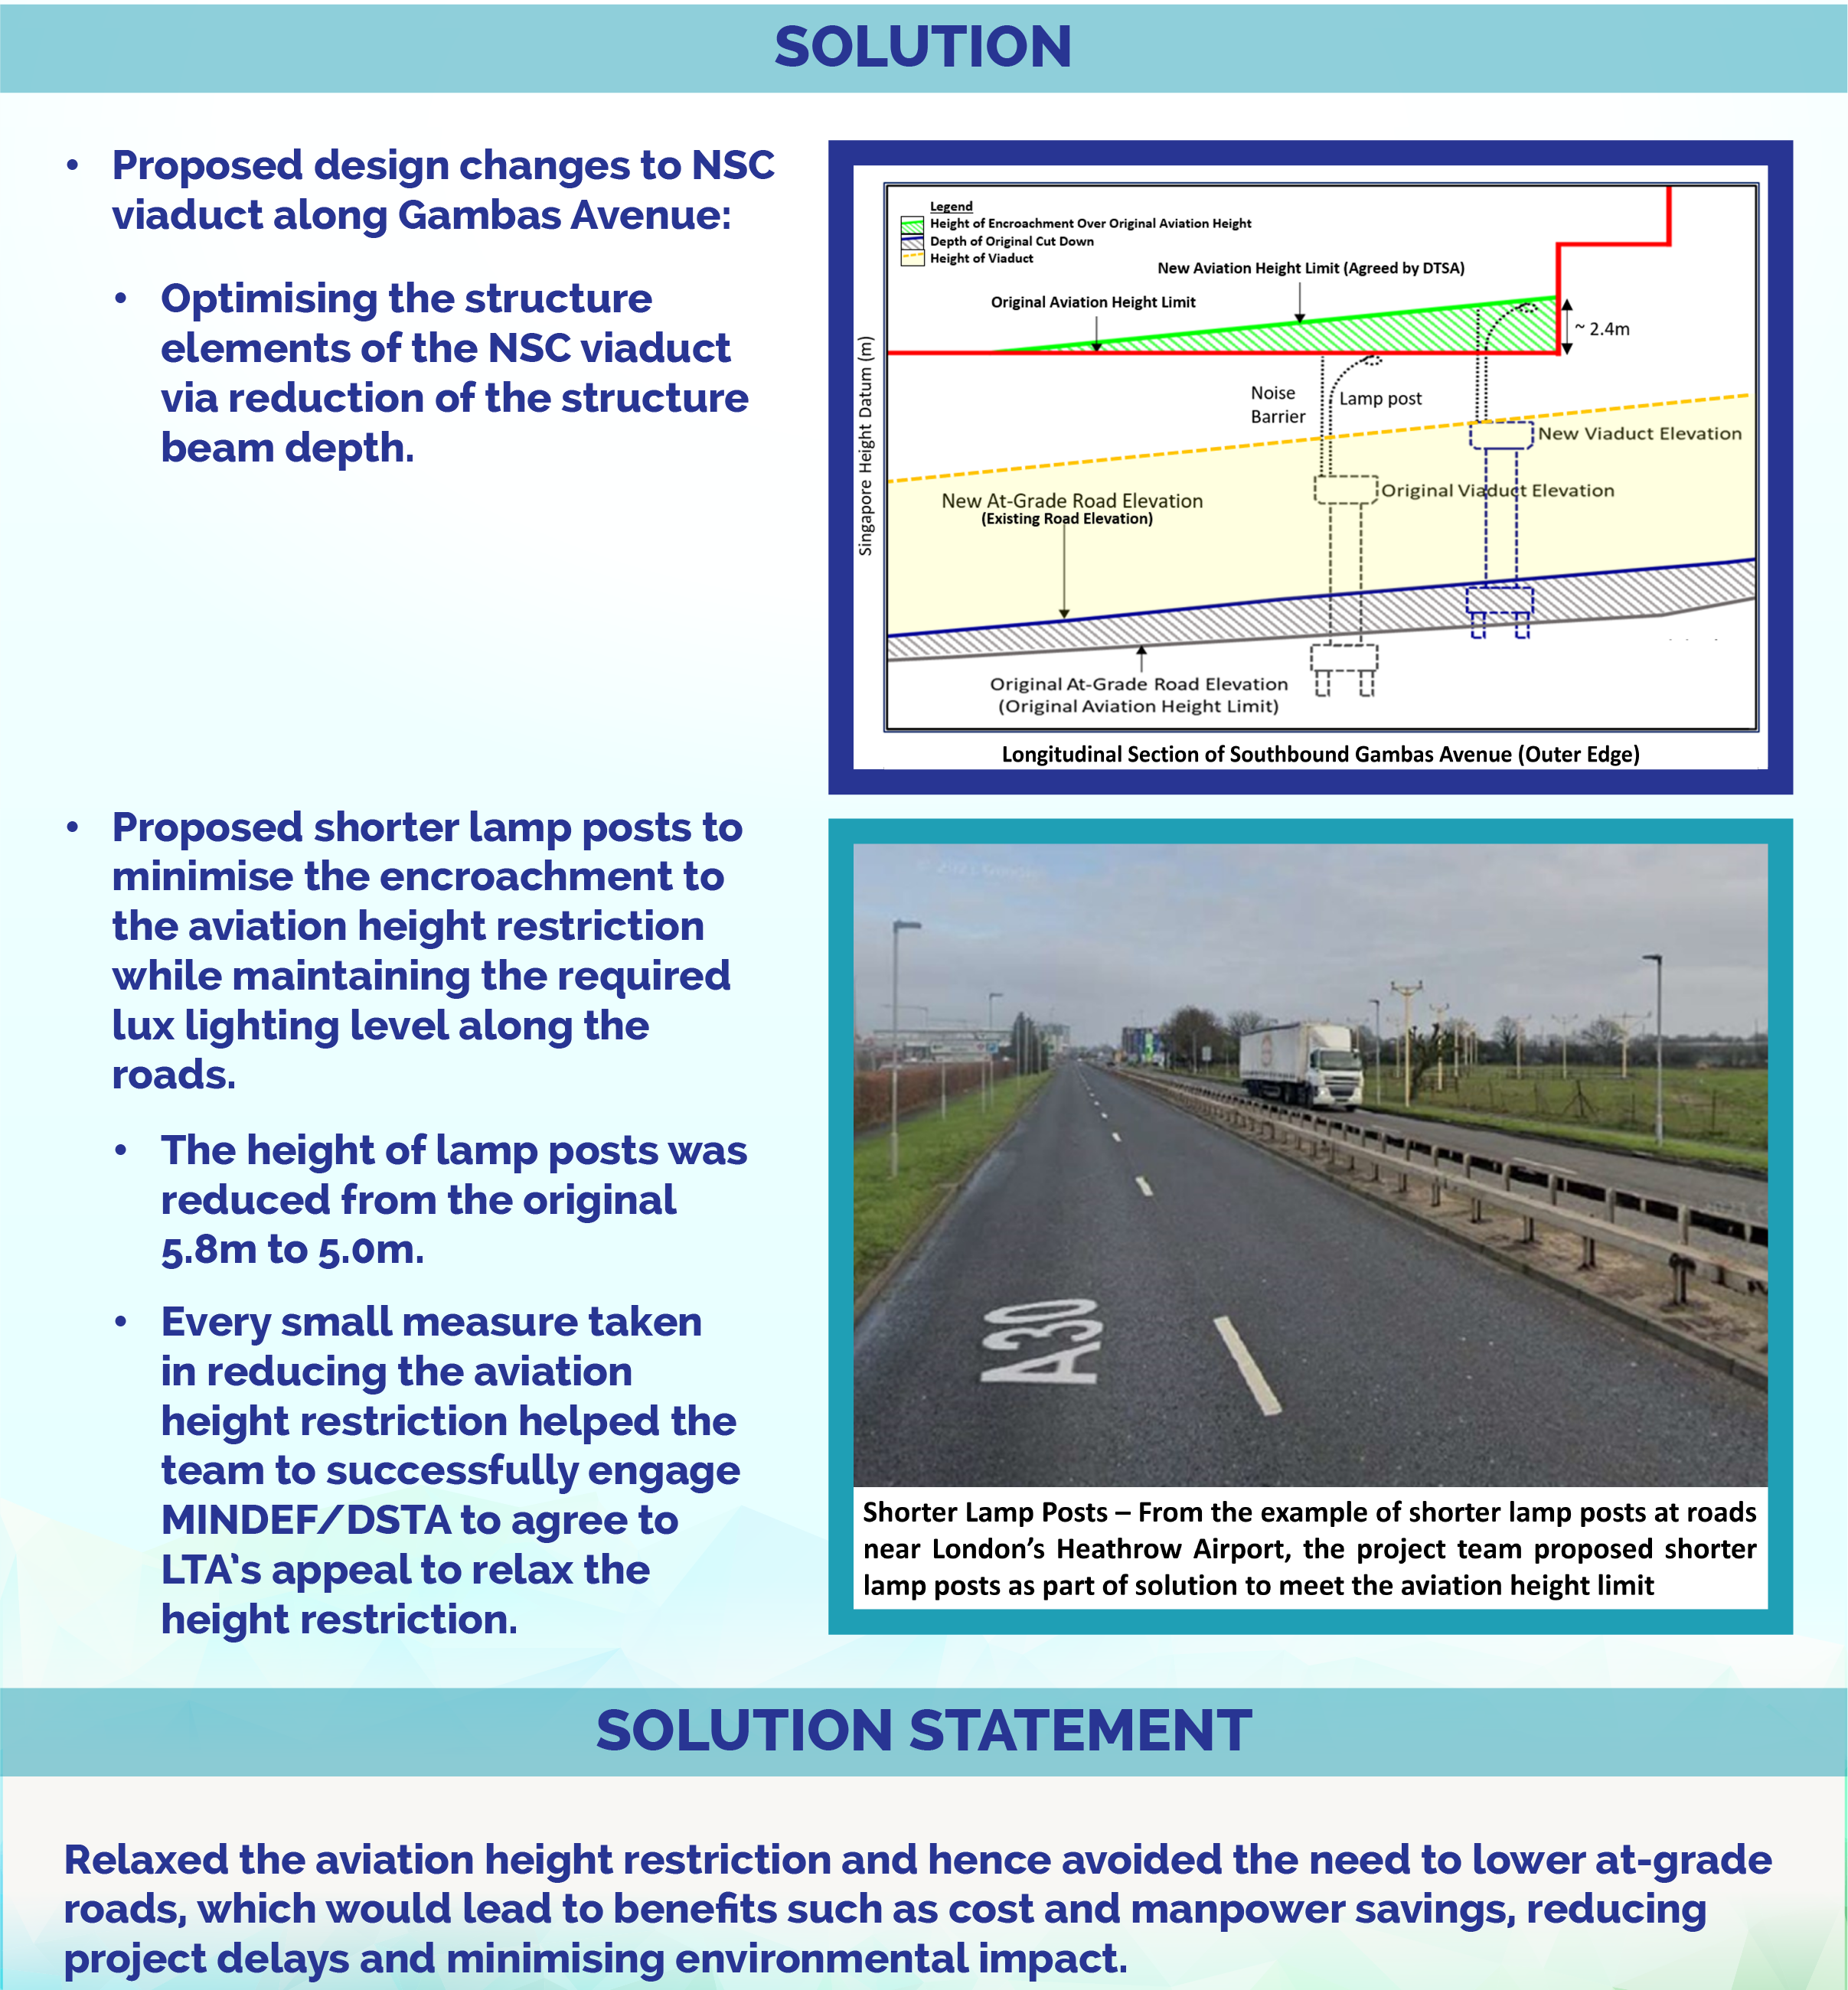 SOLUTION
• Proposed design changes to NSC
viaduct along Gambas Avenue:
• Optimising the structure
elements of the NSC viaduct
via reduction of the structure
beam depth.
Legend
Height of Encroachment Over Original Aviation Height
Depth of Original Cut Down
Height of Viaduct
New Aviation Height Limit (Agreed by DTSA)
Original Aviation Height Limit
~ 2.4m
Singapore Height Datum (m)
Noise
Barrier
Lamp post
New Viaduct Elevation
Original Viaduct Elevation
New At-Grade Road Elevation
(Existing Road Elevation)
Original At-Grade Road Elevation
(Original Aviation Height Limit)
Longitudinal Section of Southbound Gambas Avenue (Outer Edge)
• Proposed shorter lamp posts to
minimise the encroachment to
the aviation height restriction
while maintaining the required
lux lighting level along the
roads.
• The height of lamp posts was
reduced from the original
5.8m to 5.0m.
• Every small measure taken
in reducing the aviation
height restriction helped the
team to successfully engage
MINDEF/DSTA to agree to
LTA's appeal to relax the
height restriction.
A30
Shorter Lamp Posts – From the example of shorter lamp posts at roads
near London's Heathrow Airport, the project team proposed shorter
lamp posts as part of solution to meet the aviation height limit
SOLUTION STATEMENT
Relaxed the aviation height restriction and hence avoided the need to lower at-grade
roads, which would lead to benefits such as cost and manpower savings, reducing
project delays and minimising environmental impact.